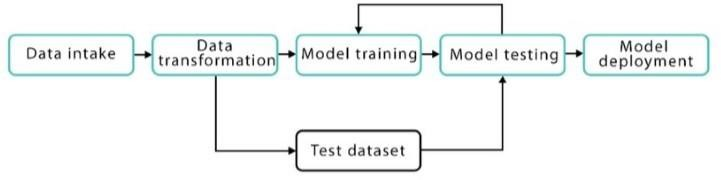 Data intake
Data
transformation
Model training
Model testing
Model
deployment
Test dataset